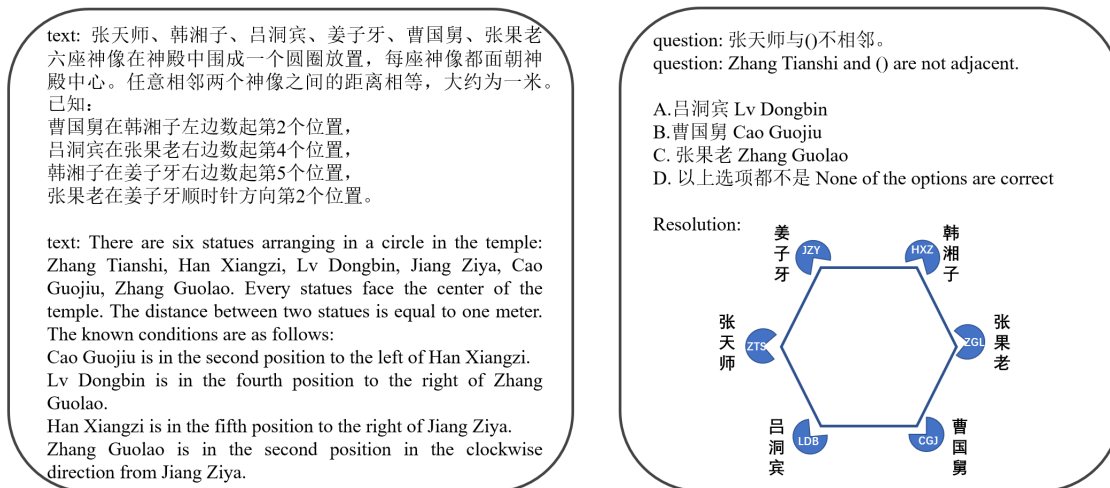 text: 张天师、韩湘子、吕洞宾、姜子牙、曹国舅、张果老
六座神像在神殿中围成一个圆圈放置，每座神像都面朝神
殿中心。任意相邻两个神像之间的距离相等，大约为一米。
已知：
曹国舅在韩湘子左边数起第2个位置，
吕洞宾在张果老右边数起第4个位置，
韩湘子在姜子牙右边数起第5个位置，
张果老在姜子牙顺时针方向第2个位置。
text: There are six statues arranging in a circle in the temple:
Zhang Tianshi, Han Xiangzi, Lv Dongbin, Jiang Ziya, Cao
Guojiu, Zhang Guolao. Every statues face the center of the
temple. The distance between two statues is equal to one meter.
The known conditions are as follows:
Cao Guojiu is in the second position to the left of Han Xiangzi.
Lv Dongbin is in the fourth position to the right of Zhang
Guolao.
Han Xiangzi is in the fifth position to the right of Jiang Ziya.
Zhang Guolao is in the second position in the clockwise
direction from Jiang Ziya.
question: 张天师与()不相邻。
question: Zhang Tianshi and () are not adjacent.
A.吕洞宾 Lv Dongbin
B.曹国舅 Cao Guojiu
C. 张果老 Zhang Guolao
D. 以上选项都不是 None of the options are correct
Resolution:
姜子牙
JZY
HXZ
韩湘子
张天师
ZTS
ZGL
张果老
吕洞宾
LDB
CGJ
曹国舅